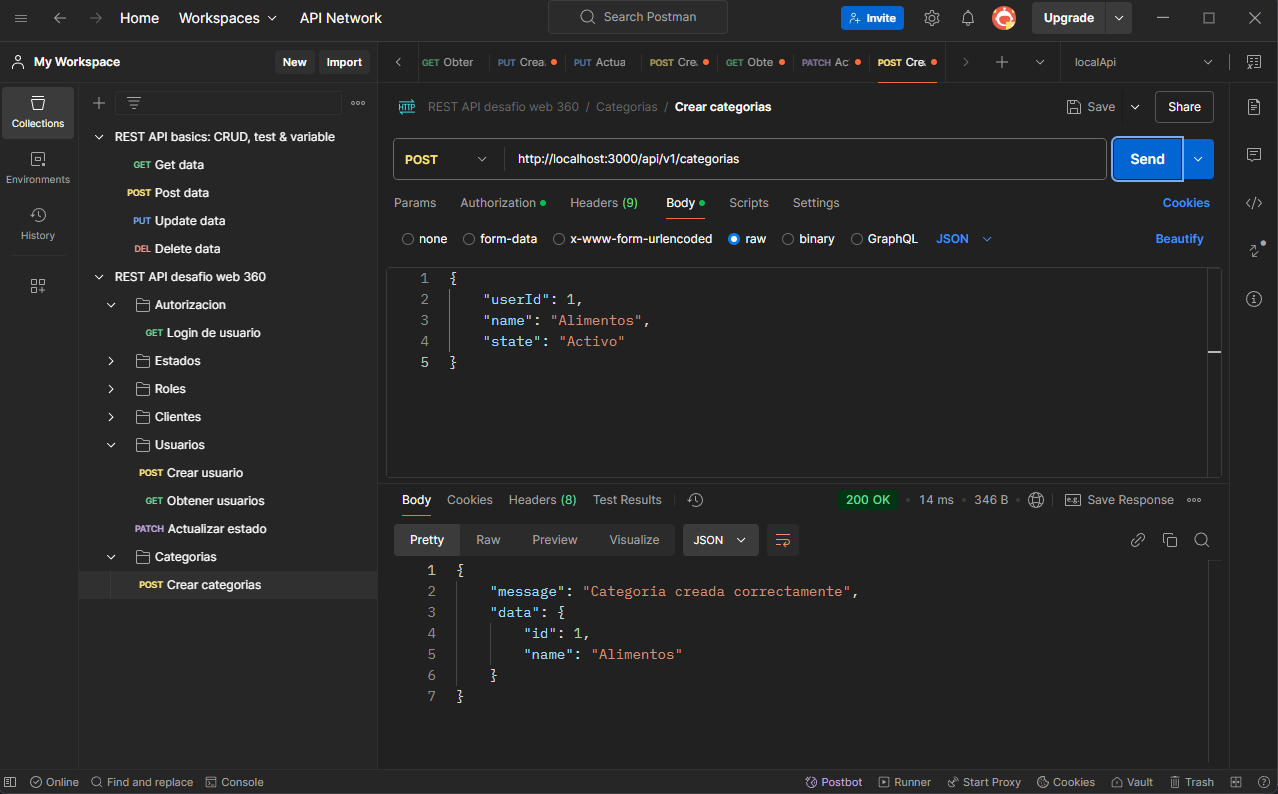 Home Workspaces API Network Search Postman Invite Upgrade
My Workspace New Import GET Obter PUT Crea. PUT Actua POST Cre. GET Obte PATCH Act POST Cre localApi
Collections
Environments
History
REST API basics: CRUD, test & variable
GET Get data
POST Post data
PUT Update data
DEL Delete data
REST API desafio web 360
Autorizacion
GET Login de usuario
Estados
Roles
Clientes
Usuarios
POST Crear usuario
GET Obtener usuarios
PATCH Actualizar estado
Categorias
POST Crear categorias
HTTP REST API desafio web 360 / Categorias / Crear categorias Save Share
POST http://localhost:3000/api/v1/categorias Send
Params Authorization Headers (9) Body Scripts Settings Cookies
none form-data x-www-form-urlencoded raw binary GraphQL JSON Beautify
1 {
2 "userId": 1,
3 "name": "Alimentos",
4 "state": "Activo"
5 }
Body Cookies Headers (8) Test Results 200 OK • 14 ms • 346 B • e.g. Save Response
Pretty Raw Preview Visualize JSON
1 {
2 "message": "Categoria creada correctamente",
3 "data": {
4 "id": 1,
5 "name": "Alimentos"
6 }
7 }
Online Find and replace Console Postbot Runner Start Proxy Cookies Vault Trash